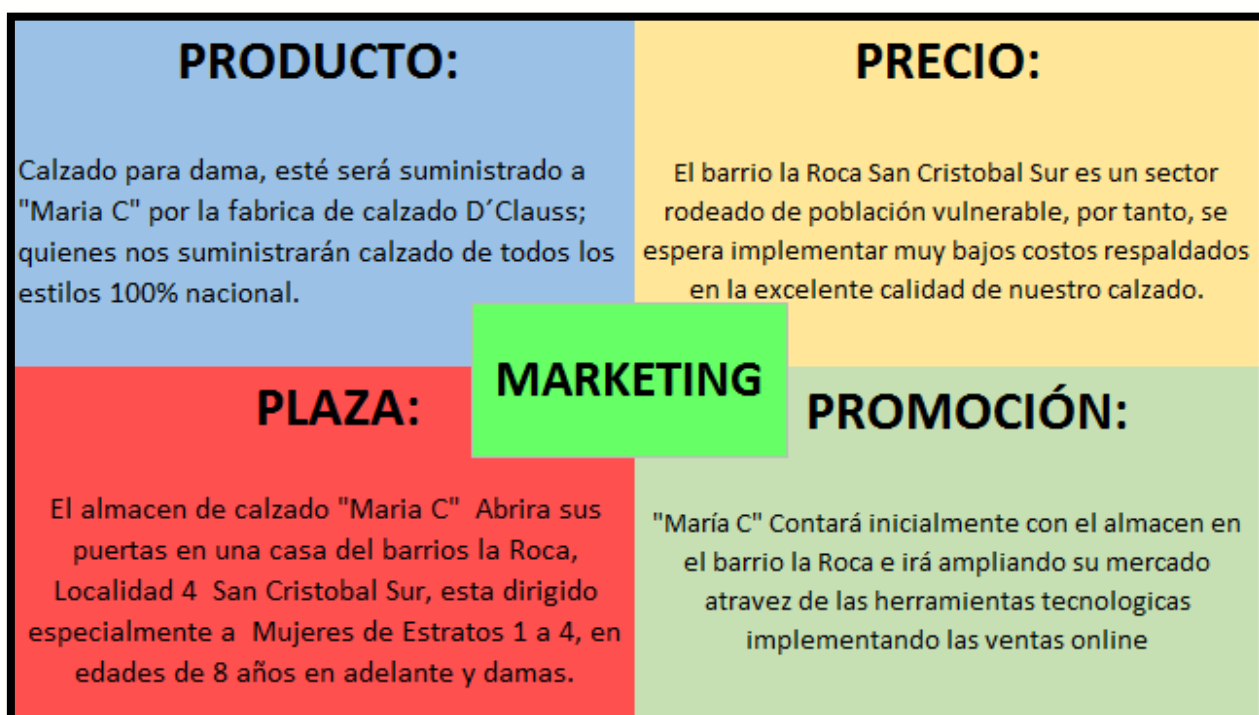 PRODUCTO:
Calzado para dama, esté será suministrado a
"Maria C" por la fabrica de calzado D´Clauss;
quienes nos suministrarán calzado de todos los
estilos 100% nacional.
PRECIO:
El barrio la Roca San Cristobal Sur es un sector
rodeado de población vulnerable, por tanto, se
espera implementar muy bajos costos respaldados
en la excelente calidad de nuestro calzado.
MARKETING
PLAZA:
El almacen de calzado "Maria C" Abrira sus
puertas en una casa del barrios la Roca,
Localidad 4 San Cristobal Sur, esta dirigido
especialmente a Mujeres de Estratos 1 a 4, en
edades de 8 años en adelante y damas.
PROMOCIÓN:
"María C" Contará inicialmente con el almacen en
el barrio la Roca e irá ampliando su mercado
atravez de las herramientas tecnologicas
implementando las ventas online